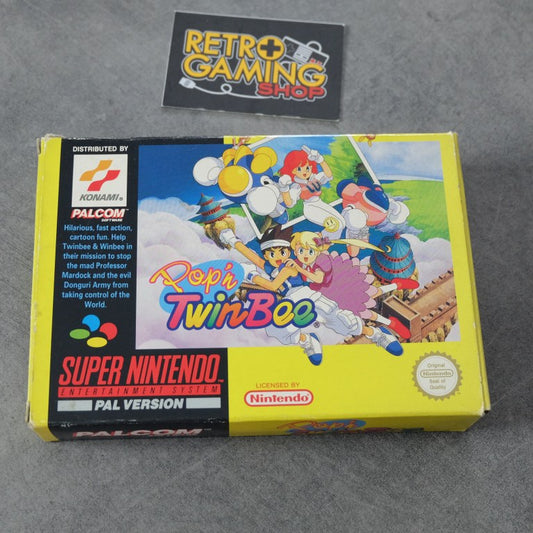 RETRO
GAMING
SHOP
DISTRIBUTED BY
KONAMI®
PALCOM
SOFTWARE
Hilarious, fast action,
cartoon fun. Help
Twinbee & Winbee in
their mission to stop
the mad Professor
Mardock and the evil
Donguri Army from
taking control of the
World.
Pop'n
TwinBee®
SUPER NINTENDO
ENTERTAINMENT SYSTEM
PAL VERSION
LICENSED BY
Nintendo
Original
Nintendo
Seal of
Quality
PALCOM
Pop'n
TwinBee